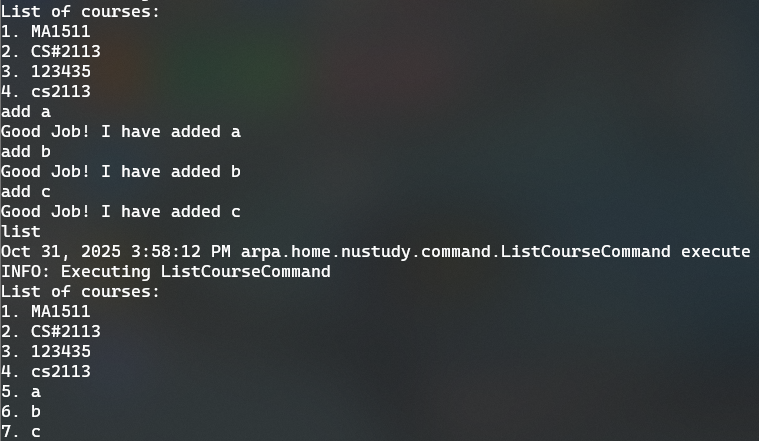 List of courses:
1. MA1511
2. CS#2113
3. 123435
4. cs2113
add a
Good Job! I have added a
add b
Good Job! I have added b
add c
Good Job! I have added c
list
Oct 31, 2025 3:58:12 PM arpa.home.nustudy.command.ListCourseCommand execute
INFO: Executing ListCourseCommand
List of courses:
1. MA1511
2. CS#2113
3. 123435
4. cs2113
5. a
6. b
7. c